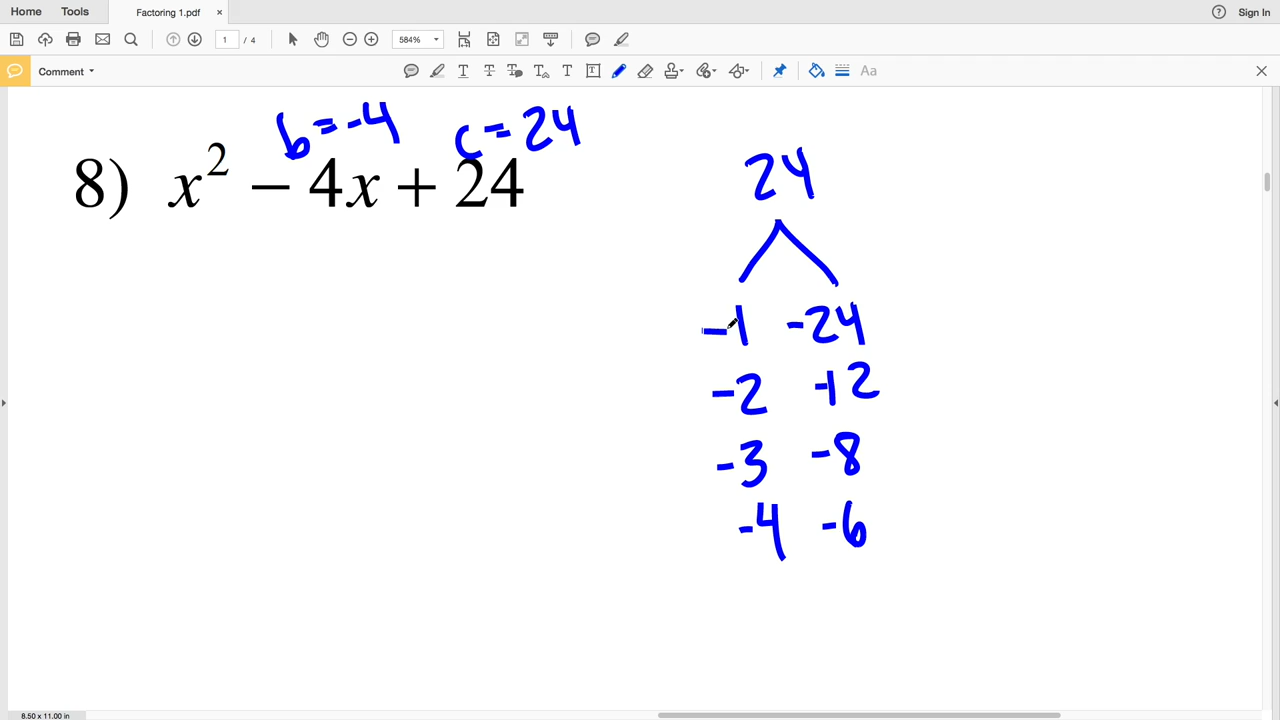 Home Tools Factoring 1.pdf × Sign In
1 / 4 584%
Comment Aa
b=-4 c=24
8) x² − 4x + 24
24
-1 -24
-2 -12
-3 -8
-4 -6
8.50 x 11.00 in